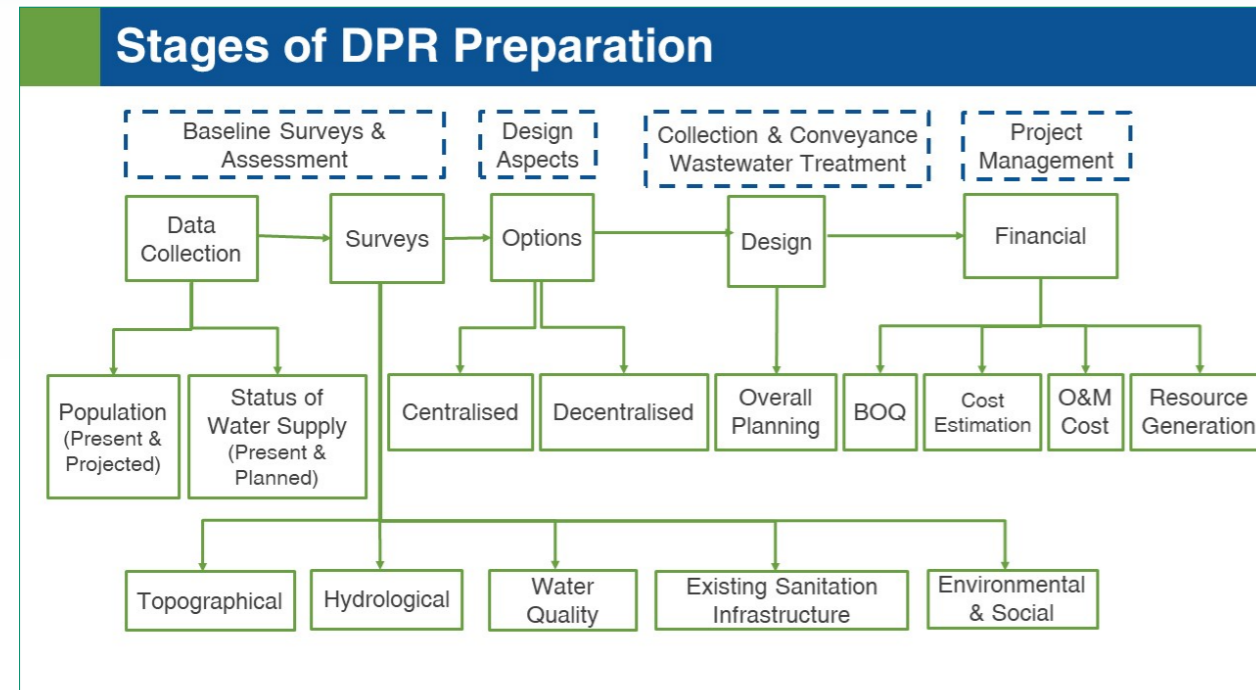 Stages of DPR Preparation
Baseline Surveys &
Assessment
Design
Aspects
Collection & Conveyance
Wastewater Treatment
Project
Management
Data
Collection
Surveys
Options
Design
Financial
Population
(Present &
Projected)
Status of
Water Supply
(Present &
Planned)
Centralised
Decentralised
Overall
Planning
BOQ
Cost
Estimation
O&M
Cost
Resource
Generation
Topographical
Hydrological
Water
Quality
Existing Sanitation
Infrastructure
Environmental
& Social